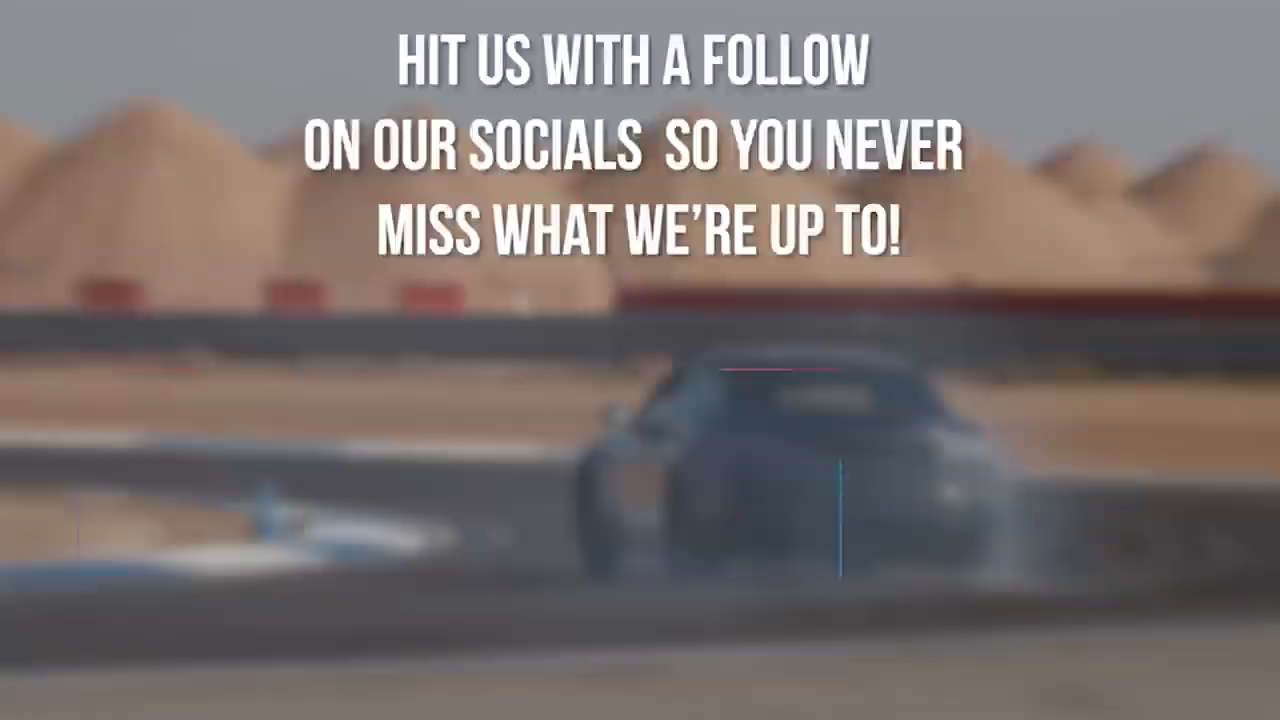 HIT US WITH A FOLLOW
ON OUR SOCIALS SO YOU NEVER
MISS WHAT WE'RE UP TO!